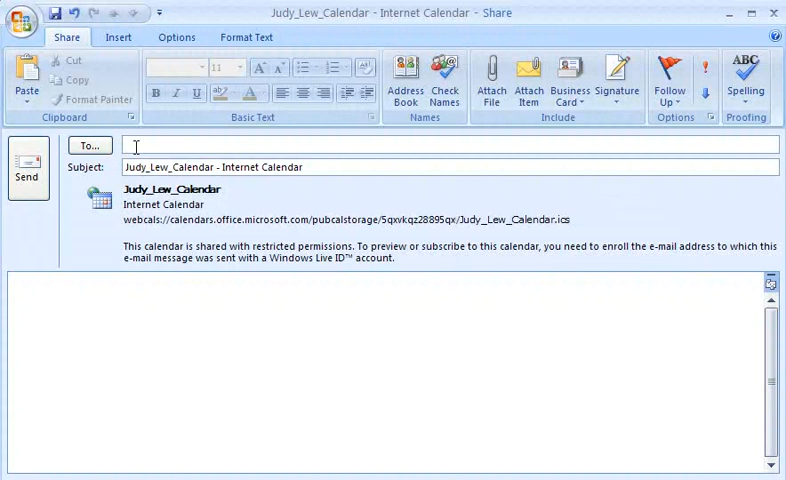 Judy_Lew_Calendar - Internet Calendar - Share
Share Insert Options Format Text
Paste
Cut
Copy
Format Painter
Clipboard
11
B I U
ab
A
Basic Text
Address Book
Check Names
Names
Attach File
Attach Item
Business Card
Signature
Include
Follow Up
Options
ABC
Spelling
Proofing
Send
To...
Subject: Judy_Lew_Calendar - Internet Calendar
Judy_Lew_Calendar
Internet Calendar
webcals://calendars.office.microsoft.com/pubcalstorage/5qxvkqz28895qx/Judy_Lew_Calendar.ics
This calendar is shared with restricted permissions. To preview or subscribe to this calendar, you need to enroll the e-mail address to which this
e-mail message was sent with a Windows Live ID™ account.